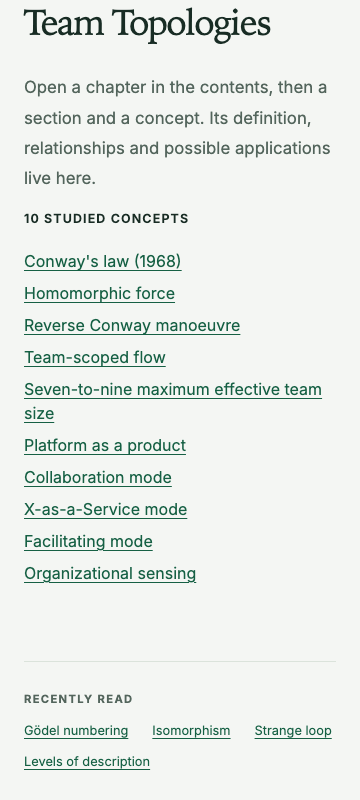 Team Topologies
Open a chapter in the contents, then a
section and a concept. Its definition,
relationships and possible applications
live here.
10 STUDIED CONCEPTS
Conway's law (1968)
Homomorphic force
Reverse Conway manoeuvre
Team-scoped flow
Seven-to-nine maximum effective team
size
Platform as a product
Collaboration mode
X-as-a-Service mode
Facilitating mode
Organizational sensing
RECENTLY READ
Gödel numbering Isomorphism Strange loop
Levels of description